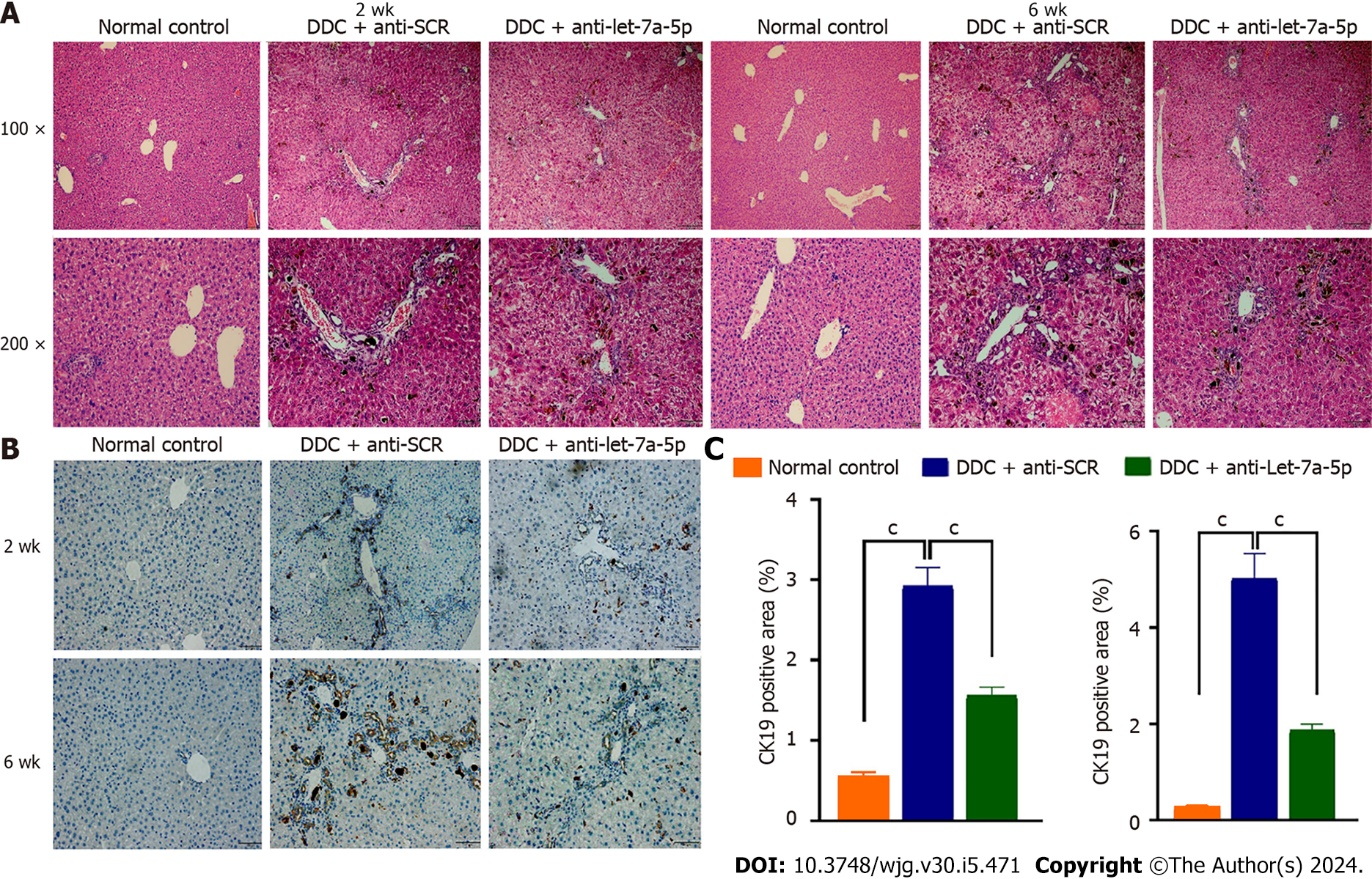 A
2 wk
6 wk
Normal control
DDC + anti-SCR
DDC + anti-let-7a-5p
Normal control
DDC + anti-SCR
DDC + anti-let-7a-5p
100 ×
200 ×
B
Normal control
DDC + anti-SCR
DDC + anti-let-7a-5p
2 wk
6 wk
C
Normal control
DDC + anti-SCR
DDC + anti-Let-7a-5p
CK19 positive area (%)
4
3
2
1
0
c
c
CK19 positive area (%)
6
4
2
0
c
c
DOI: 10.3748/wjg.v30.i5.471 Copyright ©The Author(s) 2024.